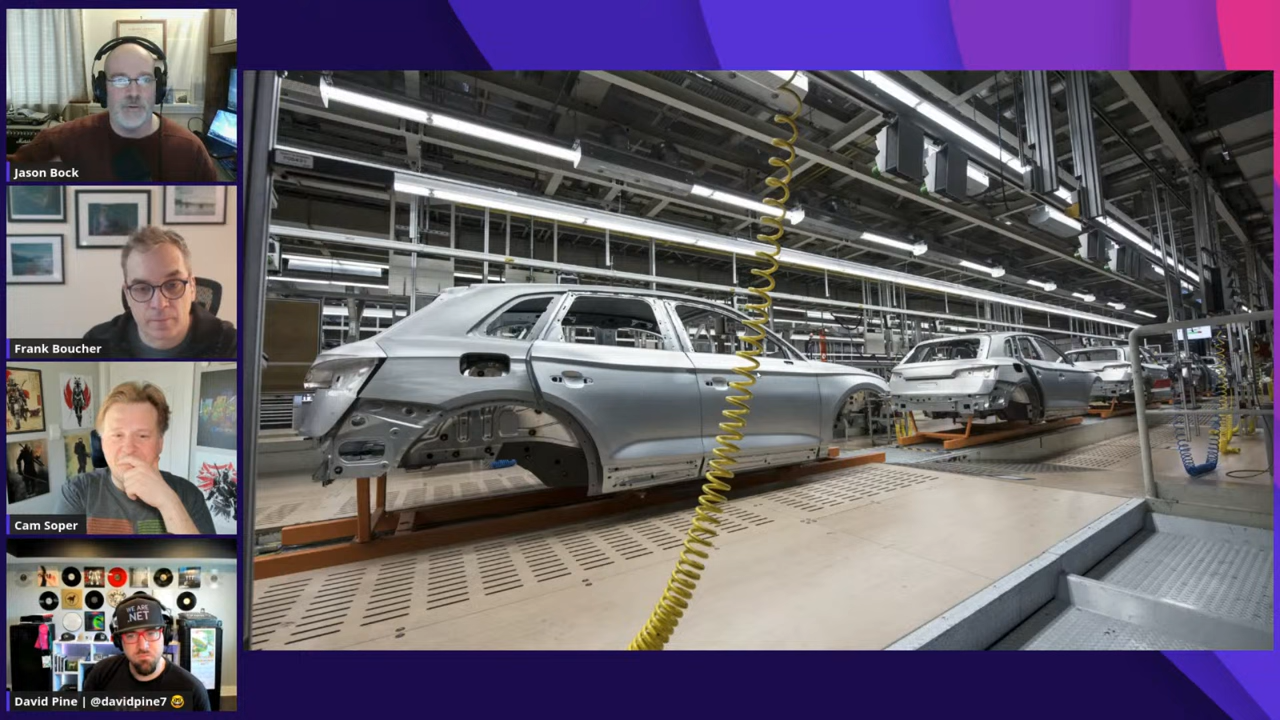 Jason Bock
Frank Boucher
Cam Soper
WE ARE
.NET
David Pine | @davidpine7 🤓